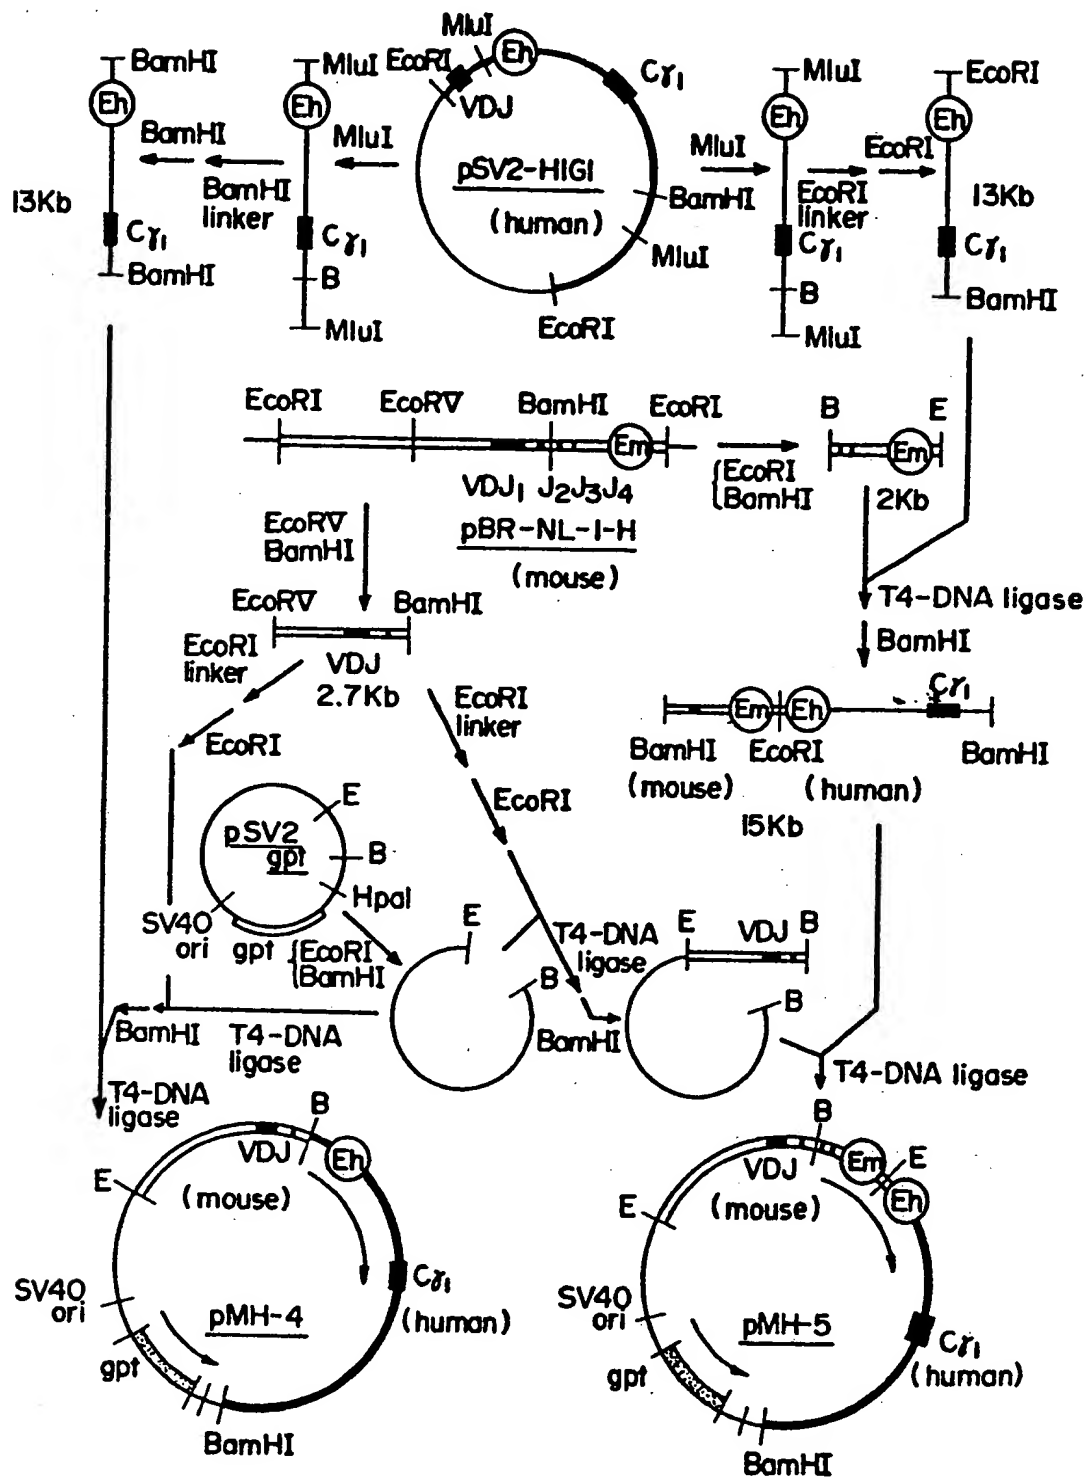 MluI
EcoRI
Eh
Cγ1
VDJ
pSV2-HIGI
(human)
BamHI
MluI
EcoRI
BamHI
Eh
13Kb
Cγ1
BamHI
BamHI
BamHI
linker
MluI
Eh
Cγ1
B
MluI
MluI
MluI
MluI
Eh
Cγ1
B
MluI
EcoRI
linker
EcoRI
EcoRI
Eh
13Kb
Cγ1
BamHI
EcoRI
EcoRV
BamHI
EcoRI
Em
VDJ1 J2J3J4
pBR-NL-1-H
(mouse)
{EcoRI
BamHI
B
E
Em
2Kb
T4-DNA ligase
BamHI
EcoRV
BamHI
EcoRV
BamHI
VDJ
2.7Kb
EcoRI
linker
EcoRI
EcoRI
linker
EcoRI
Em
Eh
Cγ1
BamHI
EcoRI
BamHI
(mouse)
(human)
15Kb
pSV2
gpt
E
B
HpaI
SV40
ori
gpt
{EcoRI
BamHI
E
B
T4-DNA
ligase
BamHI
E
VDJ
B
B
T4-DNA ligase
BamHI
T4-DNA
ligase
T4-DNA
ligase
B
VDJ
Eh
E
(mouse)
SV40
ori
pMH-4
Cγ1
(human)
gpt
BamHI
B
VDJ
Em
E
Eh
E
(mouse)
SV40
ori
pMH-5
Cγ1
(human)
gpt
BamHI